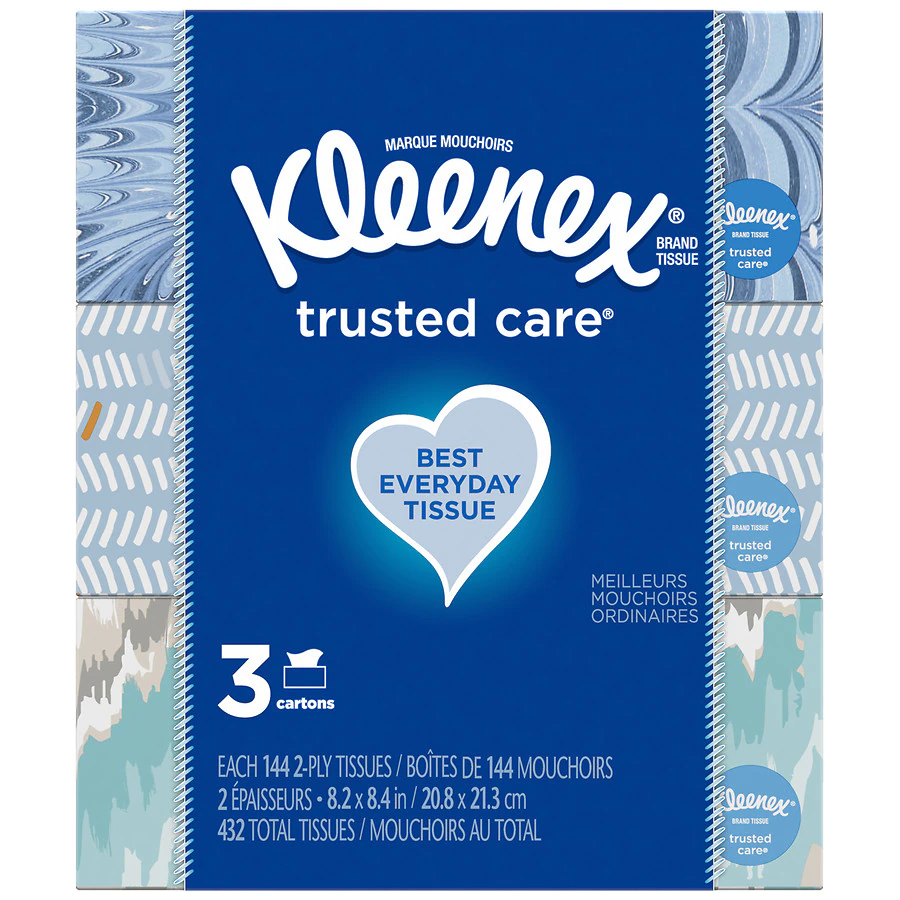 MARQUE MOUCHOIRS
Kleenex®
BRAND
TISSUE
trusted care®
BEST
EVERYDAY
TISSUE
MEILLEURS
MOUCHOIRS
ORDINAIRES
3
cartons
EACH 144 2-PLY TISSUES / BOÎTES DE 144 MOUCHOIRS
2 ÉPAISSEURS • 8.2 x 8.4 in / 20.8 x 21.3 cm
432 TOTAL TISSUES / MOUCHOIRS AU TOTAL
Kleenex®
BRAND TISSUE
trusted
care®
Kleenex®
BRAND TISSUE
trusted
care®
Kleenex®
BRAND TISSUE
trusted
care®